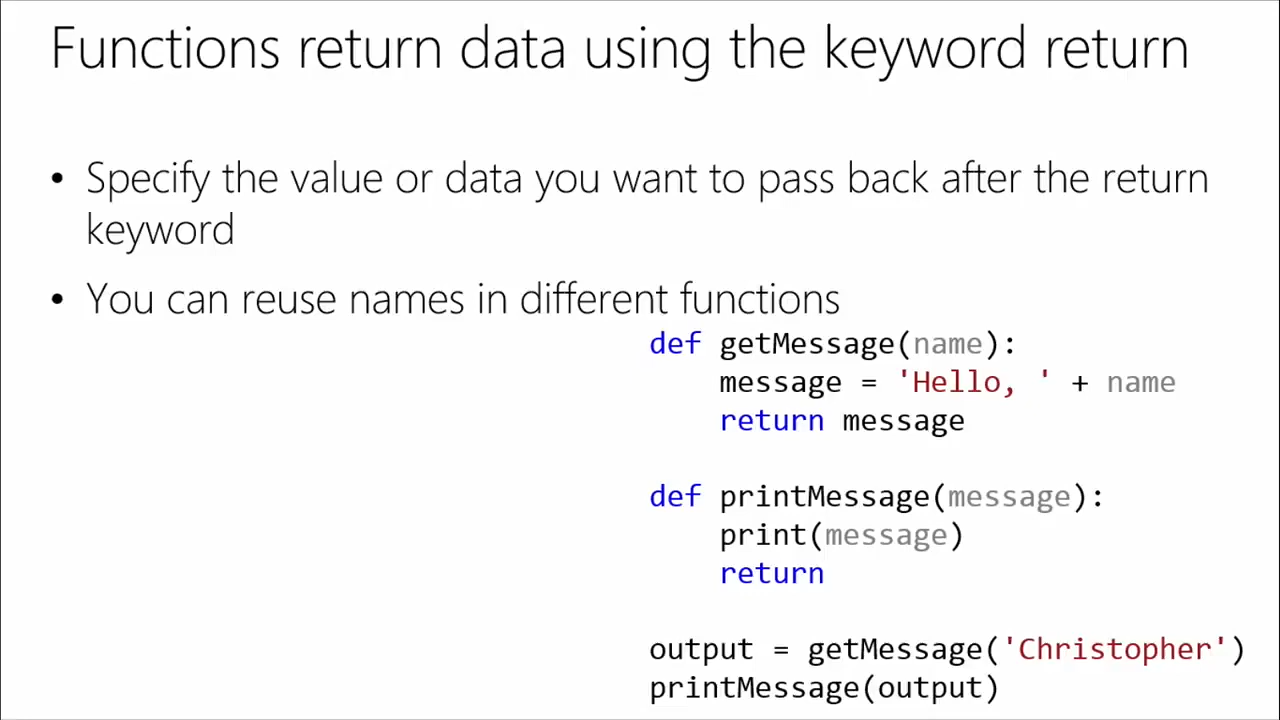 Functions return data using the keyword return
• Specify the value or data you want to pass back after the return
keyword
• You can reuse names in different functions
def getMessage(name):
    message = 'Hello, ' + name
    return message
def printMessage(message):
    print(message)
    return
output = getMessage('Christopher')
printMessage(output)